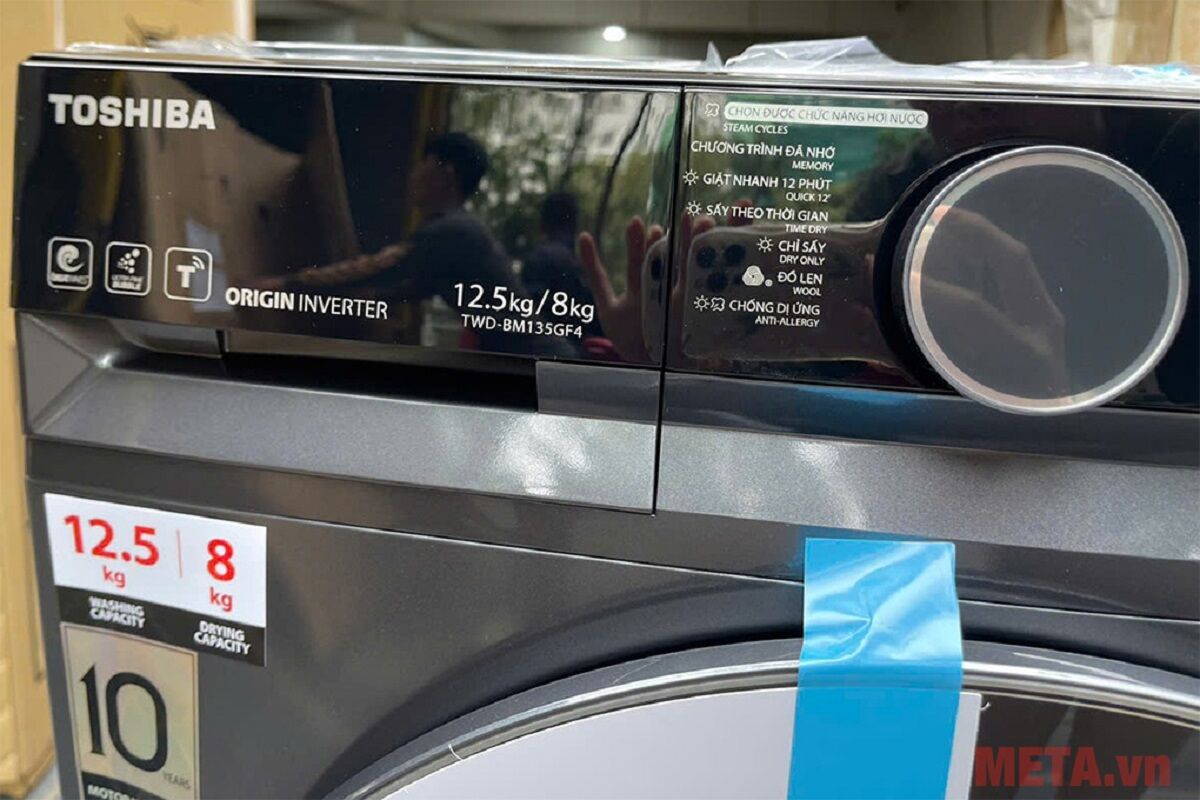 TOSHIBA
ULTRA FINE
BUBBLE
T
ORIGIN INVERTER
12.5kg/8kg
TWD-BM135GF4
CHỌN ĐƯỢC CHỨC NĂNG HƠI NƯỚC
STEAM CYCLES
CHƯƠNG TRÌNH ĐÃ NHỚ
MEMORY
GIẶT NHANH 12 PHÚT
QUICK 12'
SẤY THEO THỜI GIAN
TIME DRY
CHỈ SẤY
DRY ONLY
ĐỒ LEN
WOOL
CHỐNG DỊ ỨNG
ANTI-ALLERGY
12.5 kg
WASHING
CAPACITY
8 kg
DRYING
CAPACITY
10
YEARS
META.vn